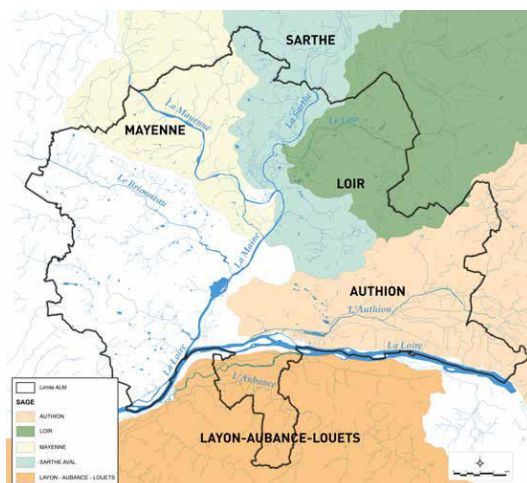 SARTHE
La Mayenne
La Sarthe
MAYENNE
Le Loir
LOIR
Le Brionneau
La Maine
AUTHION
L'Authion
La Loire
La Loire
L'Aubance
LAYON-AUBANCE-LOUETS
Limite ALM
SAGE
AUTHION
LOIR
MAYENNE
SARTHE AVAL
LAYON - AUBANCE - LOUETS